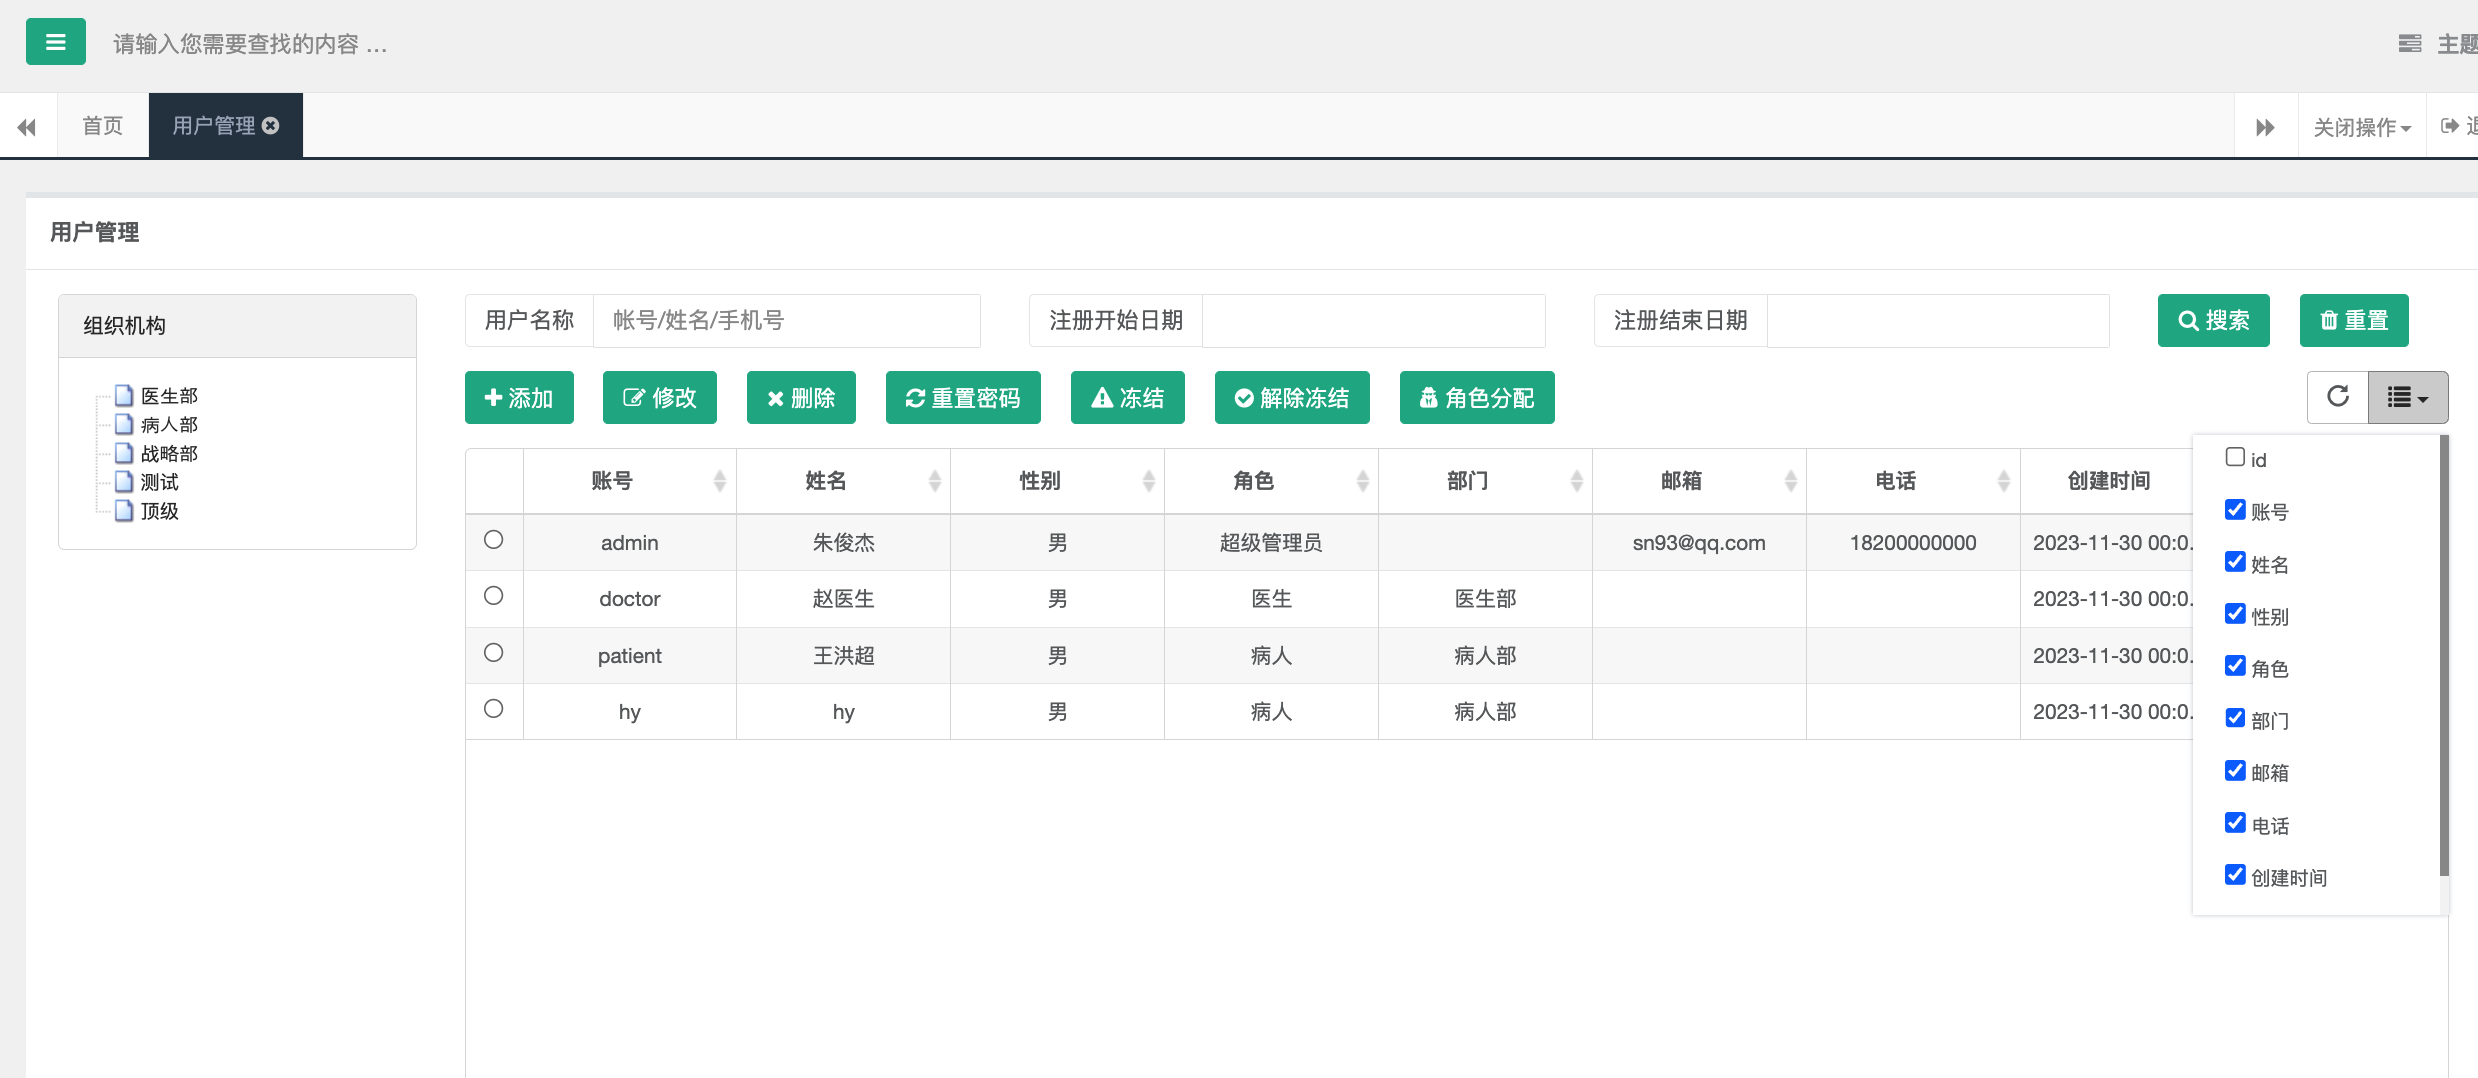 请输入您需要查找的内容 ...
主题
首页
用户管理
关闭操作
用户管理
组织机构
医生部
病人部
战略部
测试
顶级
用户名称 帐号/姓名/手机号 注册开始日期 注册结束日期 搜索 重置
添加 修改 删除 重置密码 冻结 解除冻结 角色分配
账号 姓名 性别 角色 部门 邮箱 电话 创建时间
admin 朱俊杰 男 超级管理员 sn93@qq.com 18200000000 2023-11-30 00:0.
doctor 赵医生 男 医生 医生部 2023-11-30 00:0.
patient 王洪超 男 病人 病人部 2023-11-30 00:0.
hy hy 男 病人 病人部 2023-11-30 00:0.
id
账号
姓名
性别
角色
部门
邮箱
电话
创建时间